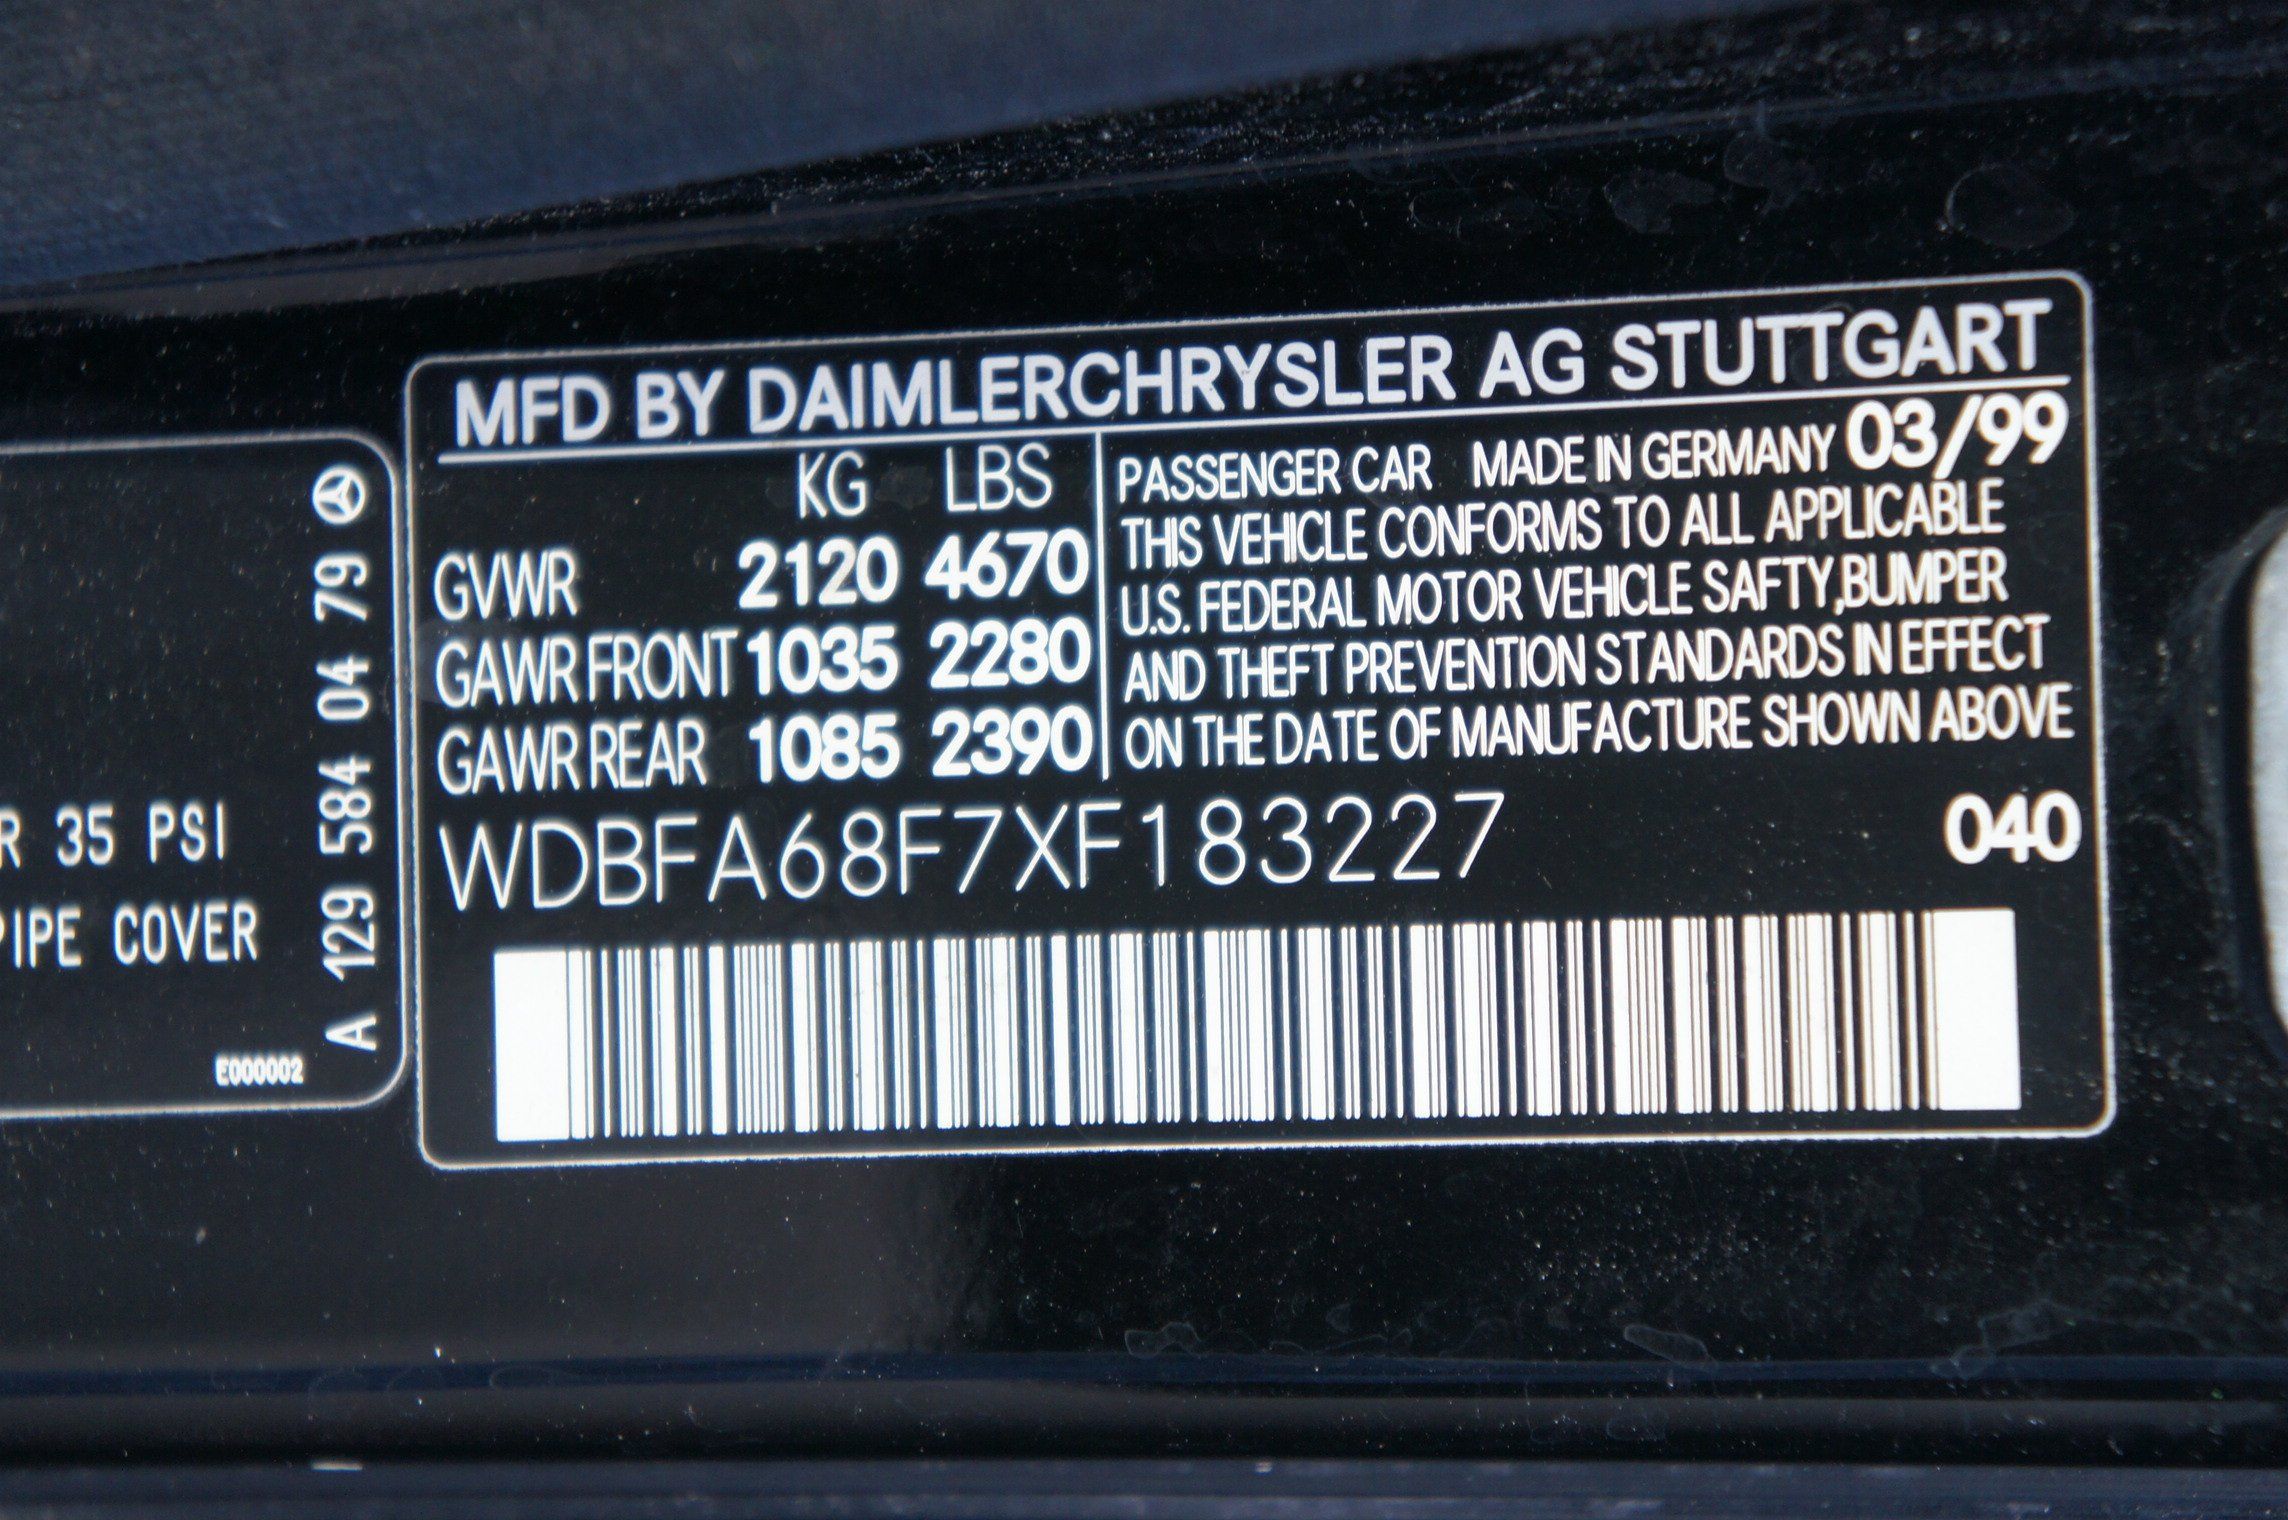 MFD BY DAIMLERCHRYSLER AG STUTTGART
KG LBS
GVWR 2120 4670
GAWR FRONT 1035 2280
GAWR REAR 1085 2390
PASSENGER CAR MADE IN GERMANY 03/99
THIS VEHICLE CONFORMS TO ALL APPLICABLE
U.S. FEDERAL MOTOR VEHICLE SAFTY,BUMPER
AND THEFT PREVENTION STANDARDS IN EFFECT
ON THE DATE OF MANUFACTURE SHOWN ABOVE
WDBFA68F7XF183227 040
R 35 PSI
PIPE COVER
E000002
A 129 584 04 79